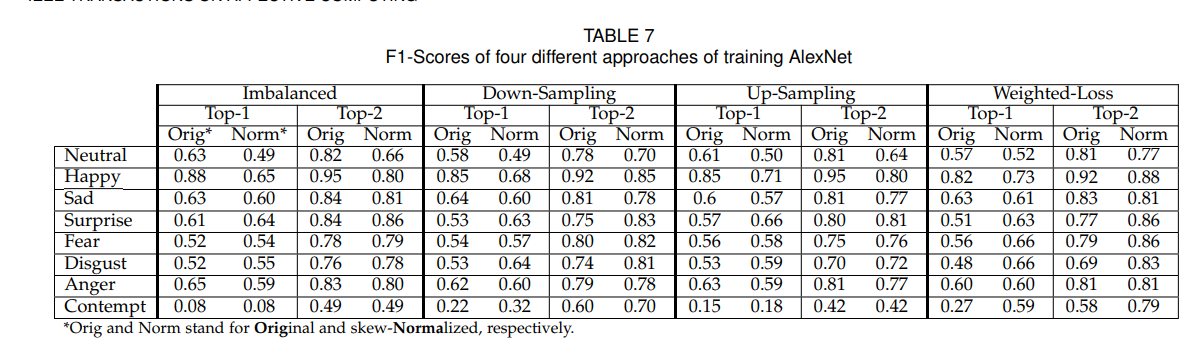 IEEE TRANSACTIONS ON AFFECTIVE COMPUTING
TABLE 7
F1-Scores of four different approaches of training AlexNet
Imbalanced Down-Sampling Up-Sampling Weighted-Loss
Top-1 Top-2 Top-1 Top-2 Top-1 Top-2 Top-1 Top-2
Orig* Norm* Orig Norm Orig Norm Orig Norm Orig Norm Orig Norm Orig Norm Orig Norm
Neutral 0.63 0.49 0.82 0.66 0.58 0.49 0.78 0.70 0.61 0.50 0.81 0.64 0.57 0.52 0.81 0.77
Happy 0.88 0.65 0.95 0.80 0.85 0.68 0.92 0.85 0.85 0.71 0.95 0.80 0.82 0.73 0.92 0.88
Sad 0.63 0.60 0.84 0.81 0.64 0.60 0.81 0.78 0.6 0.57 0.81 0.77 0.63 0.61 0.83 0.81
Surprise 0.61 0.64 0.84 0.86 0.53 0.63 0.75 0.83 0.57 0.66 0.80 0.81 0.51 0.63 0.77 0.86
Fear 0.52 0.54 0.78 0.79 0.54 0.57 0.80 0.82 0.56 0.58 0.75 0.76 0.56 0.66 0.79 0.86
Disgust 0.52 0.55 0.76 0.78 0.53 0.64 0.74 0.81 0.53 0.59 0.70 0.72 0.48 0.66 0.69 0.83
Anger 0.65 0.59 0.83 0.80 0.62 0.60 0.79 0.78 0.63 0.59 0.81 0.77 0.60 0.60 0.81 0.81
Contempt 0.08 0.08 0.49 0.49 0.22 0.32 0.60 0.70 0.15 0.18 0.42 0.42 0.27 0.59 0.58 0.79
*Orig and Norm stand for Original and skew-Normalized, respectively.